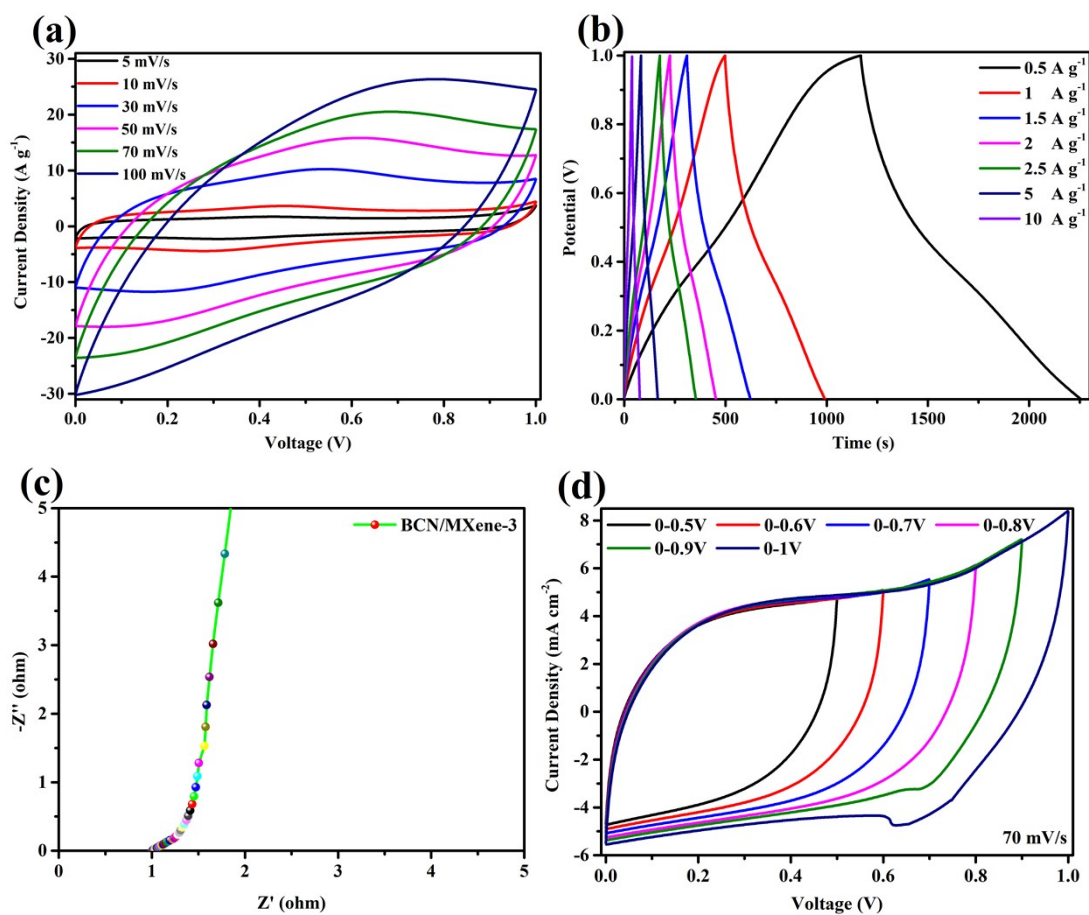 (a)
30
20
10
0
-10
-20
-30
Current Density (A g⁻¹)
5 mV/s
10 mV/s
30 mV/s
50 mV/s
70 mV/s
100 mV/s
0.0 0.2 0.4 0.6 0.8 1.0
Voltage (V)
(b)
1.0
0.8
0.6
0.4
0.2
0.0
Potential (V)
0.5 A g⁻¹
1 A g⁻¹
1.5 A g⁻¹
2 A g⁻¹
2.5 A g⁻¹
5 A g⁻¹
10 A g⁻¹
0 500 1000 1500 2000
Time (s)
(c)
5
4
3
2
1
0
-Z'' (ohm)
BCN/MXene-3
0 1 2 3 4 5
Z' (ohm)
(d)
8
6
4
2
0
-2
-4
-6
Current Density (mA cm⁻²)
0-0.5V 0-0.6V 0-0.7V 0-0.8V
0-0.9V 0-1V
70 mV/s
0.0 0.2 0.4 0.6 0.8 1.0
Voltage (V)